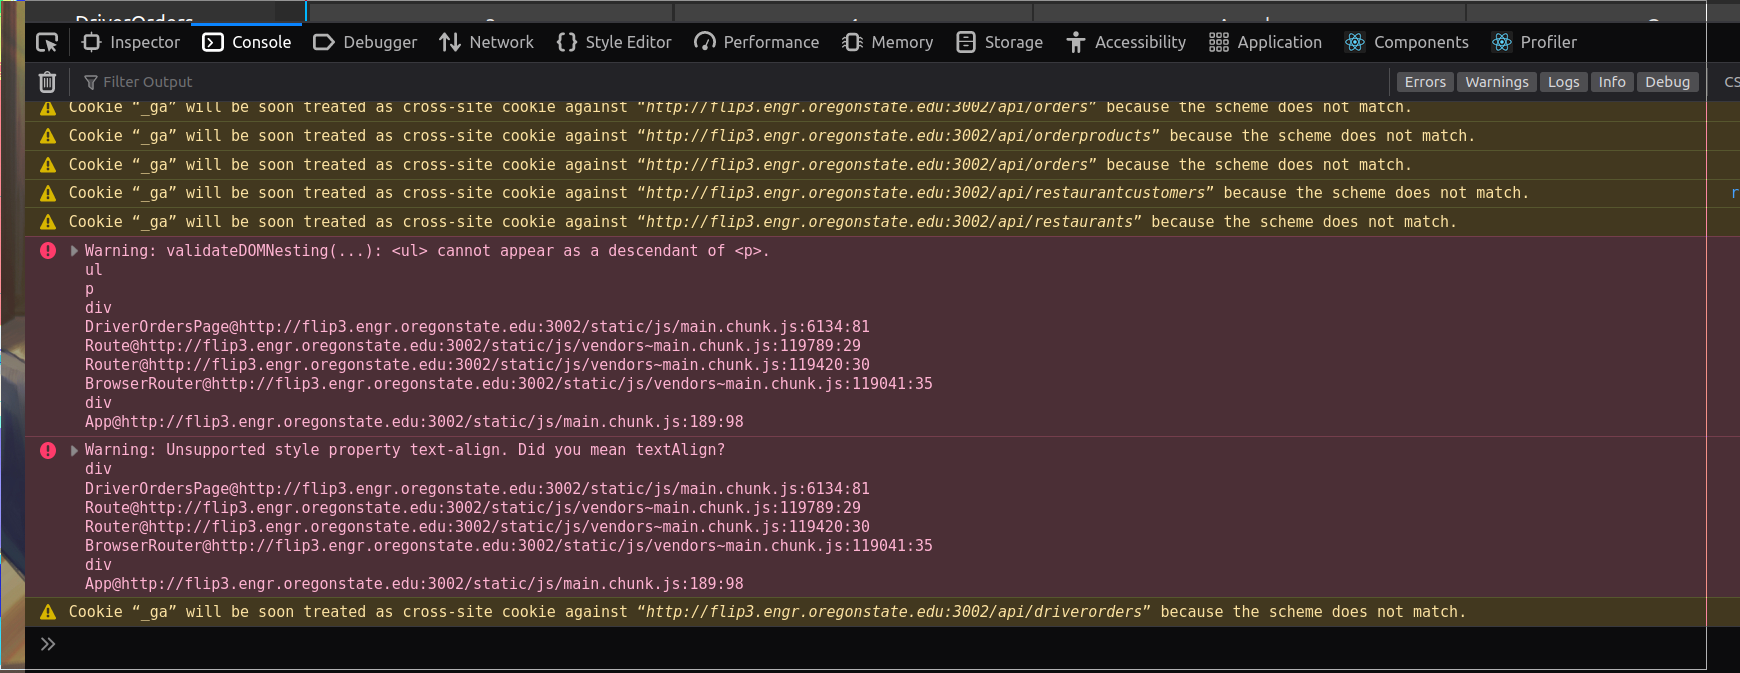 DriverOrders
Inspector Console Debugger Network Style Editor Performance Memory Storage Accessibility Application Components Profiler
Filter Output Errors Warnings Logs Info Debug CS
Cookie “_ga” will be soon treated as cross-site cookie against “http://flip3.engr.oregonstate.edu:3002/api/orders” because the scheme does not match.
Cookie “_ga” will be soon treated as cross-site cookie against “http://flip3.engr.oregonstate.edu:3002/api/orderproducts” because the scheme does not match.
Cookie “_ga” will be soon treated as cross-site cookie against “http://flip3.engr.oregonstate.edu:3002/api/orders” because the scheme does not match.
Cookie “_ga” will be soon treated as cross-site cookie against “http://flip3.engr.oregonstate.edu:3002/api/restaurantcustomers” because the scheme does not match. r
Cookie “_ga” will be soon treated as cross-site cookie against “http://flip3.engr.oregonstate.edu:3002/api/restaurants” because the scheme does not match.
Warning: validateDOMNesting(...): <ul> cannot appear as a descendant of <p>.
ul
p
div
DriverOrdersPage@http://flip3.engr.oregonstate.edu:3002/static/js/main.chunk.js:6134:81
Route@http://flip3.engr.oregonstate.edu:3002/static/js/vendors~main.chunk.js:119789:29
Router@http://flip3.engr.oregonstate.edu:3002/static/js/vendors~main.chunk.js:119420:30
BrowserRouter@http://flip3.engr.oregonstate.edu:3002/static/js/vendors~main.chunk.js:119041:35
div
App@http://flip3.engr.oregonstate.edu:3002/static/js/main.chunk.js:189:98
Warning: Unsupported style property text-align. Did you mean textAlign?
div
DriverOrdersPage@http://flip3.engr.oregonstate.edu:3002/static/js/main.chunk.js:6134:81
Route@http://flip3.engr.oregonstate.edu:3002/static/js/vendors~main.chunk.js:119789:29
Router@http://flip3.engr.oregonstate.edu:3002/static/js/vendors~main.chunk.js:119420:30
BrowserRouter@http://flip3.engr.oregonstate.edu:3002/static/js/vendors~main.chunk.js:119041:35
div
App@http://flip3.engr.oregonstate.edu:3002/static/js/main.chunk.js:189:98
Cookie “_ga” will be soon treated as cross-site cookie against “http://flip3.engr.oregonstate.edu:3002/api/driverorders” because the scheme does not match.